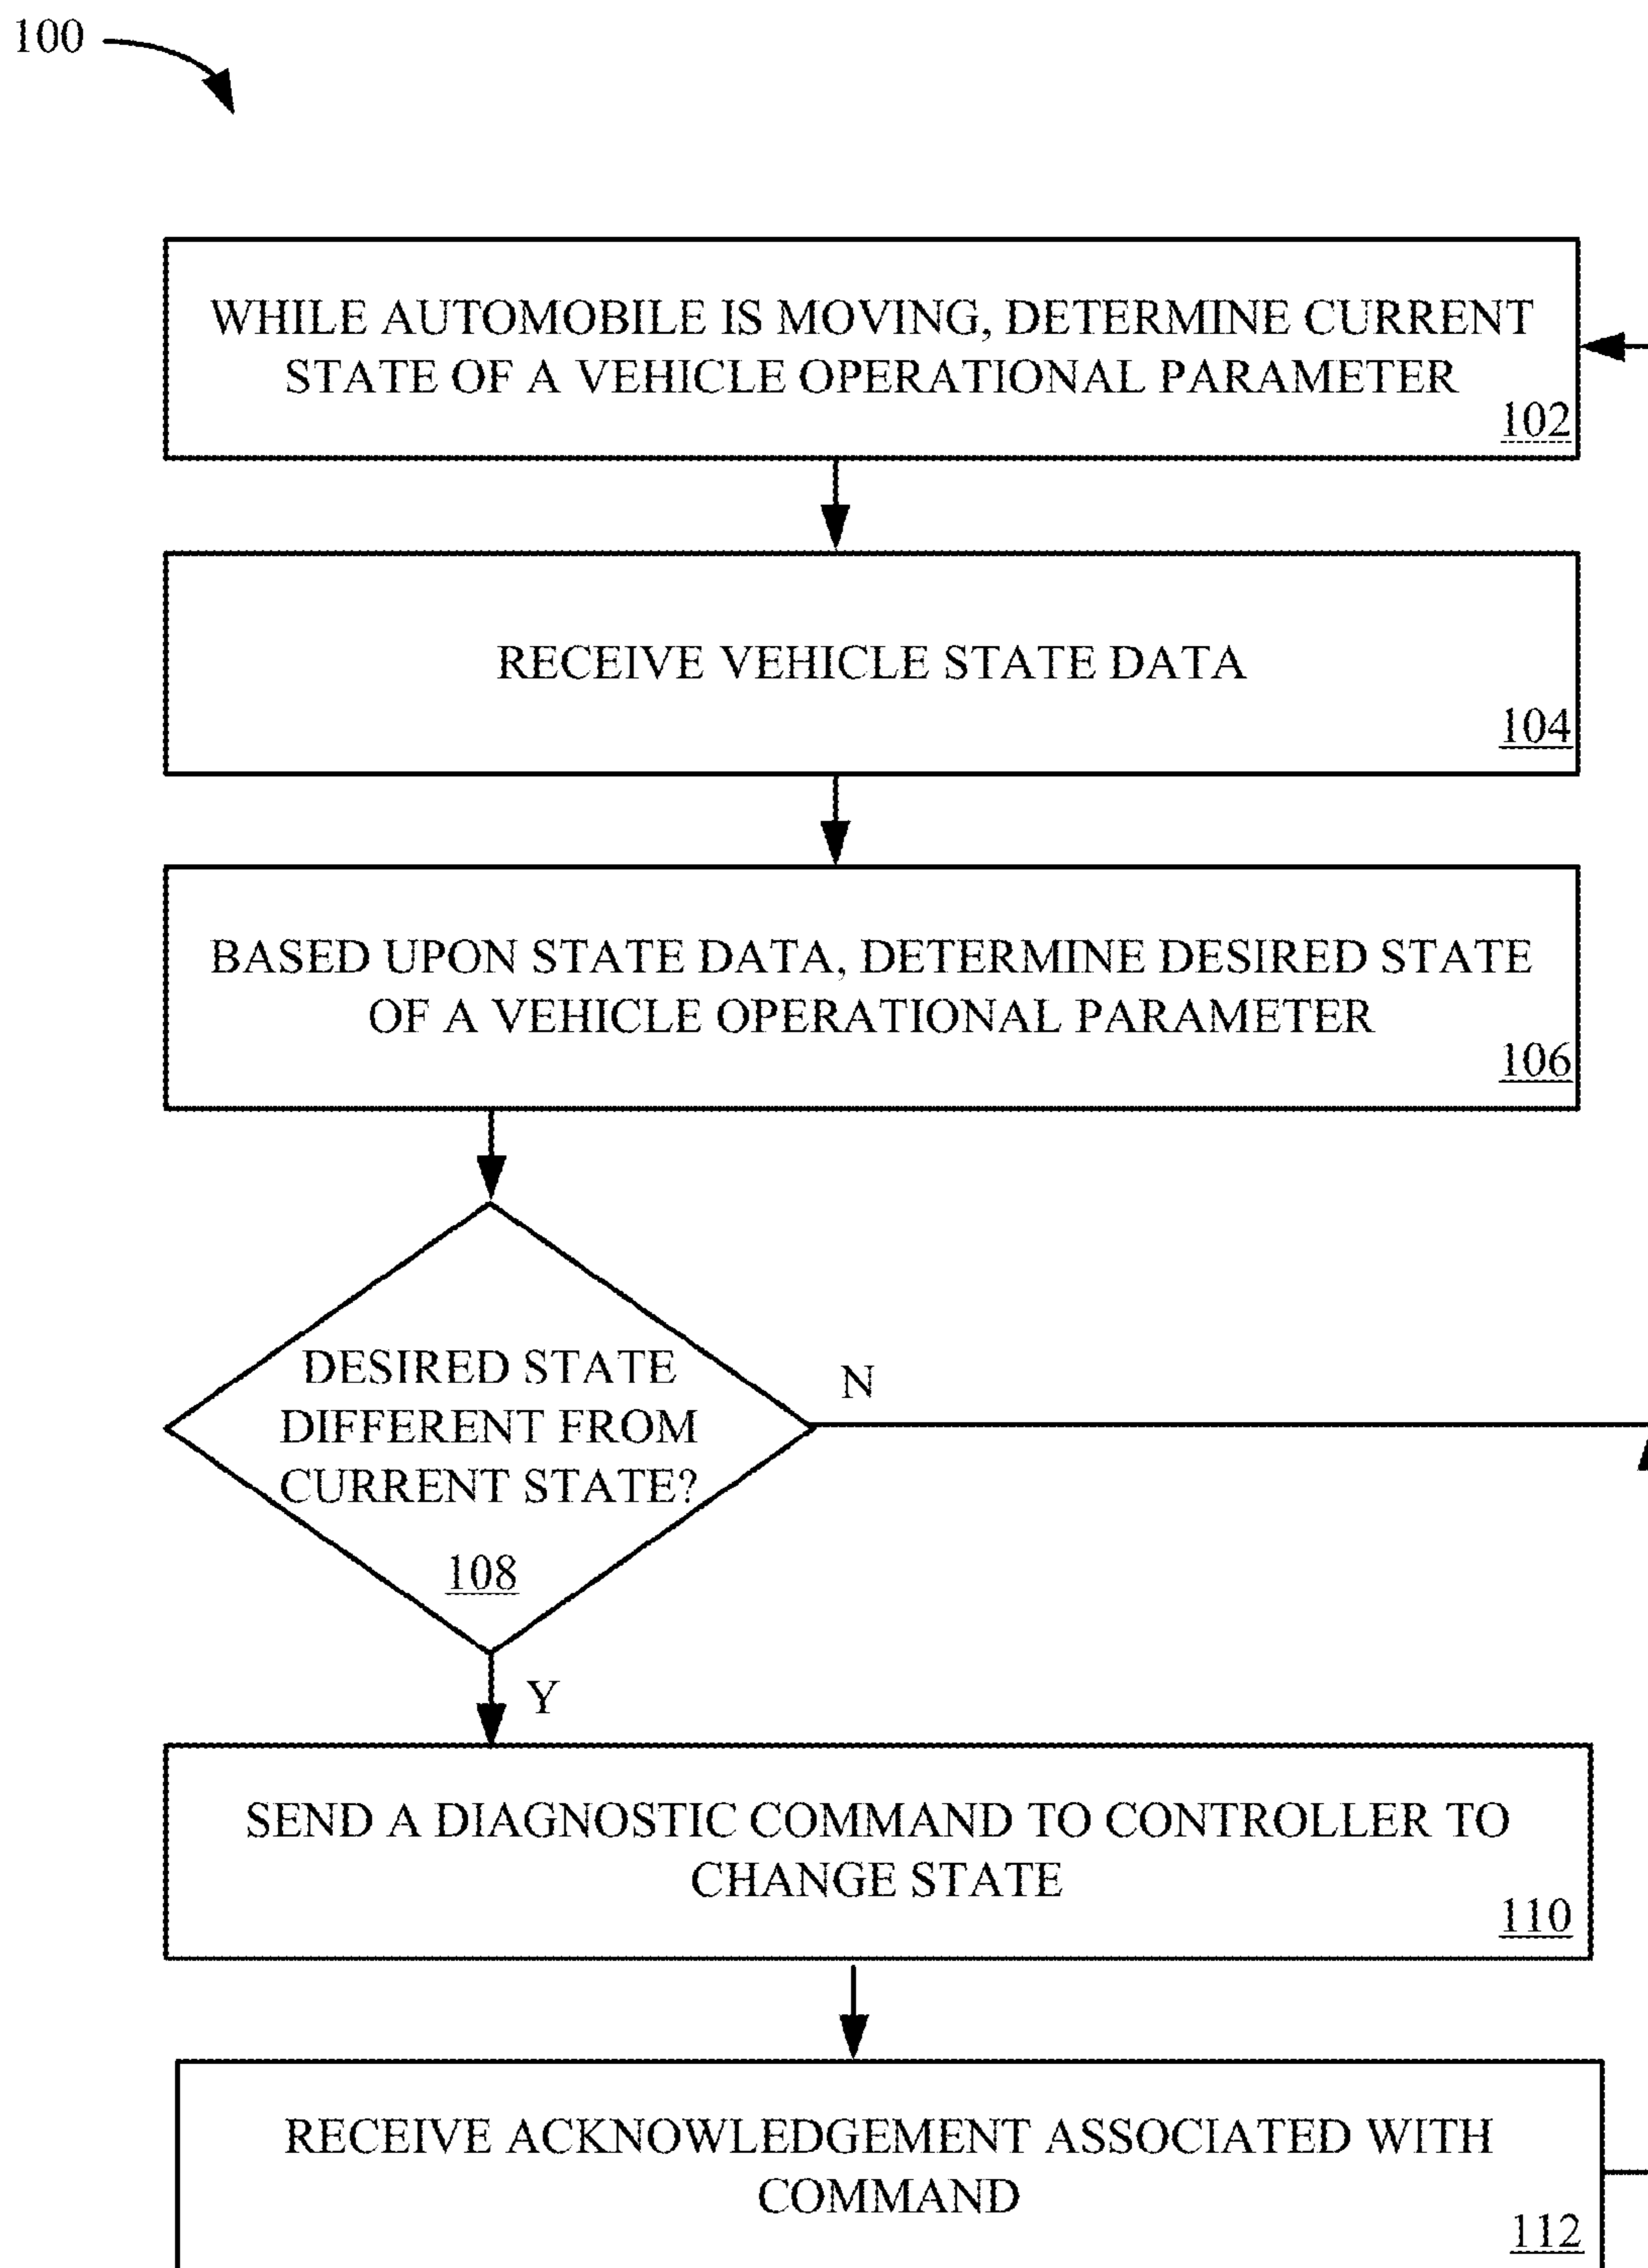 100
WHILE AUTOMOBILE IS MOVING, DETERMINE CURRENT
STATE OF A VEHICLE OPERATIONAL PARAMETER
102
RECEIVE VEHICLE STATE DATA
104
BASED UPON STATE DATA, DETERMINE DESIRED STATE
OF A VEHICLE OPERATIONAL PARAMETER
106
DESIRED STATE
DIFFERENT FROM
CURRENT STATE?
108
N
Y
SEND A DIAGNOSTIC COMMAND TO CONTROLLER TO
CHANGE STATE
110
RECEIVE ACKNOWLEDGEMENT ASSOCIATED WITH
COMMAND
112